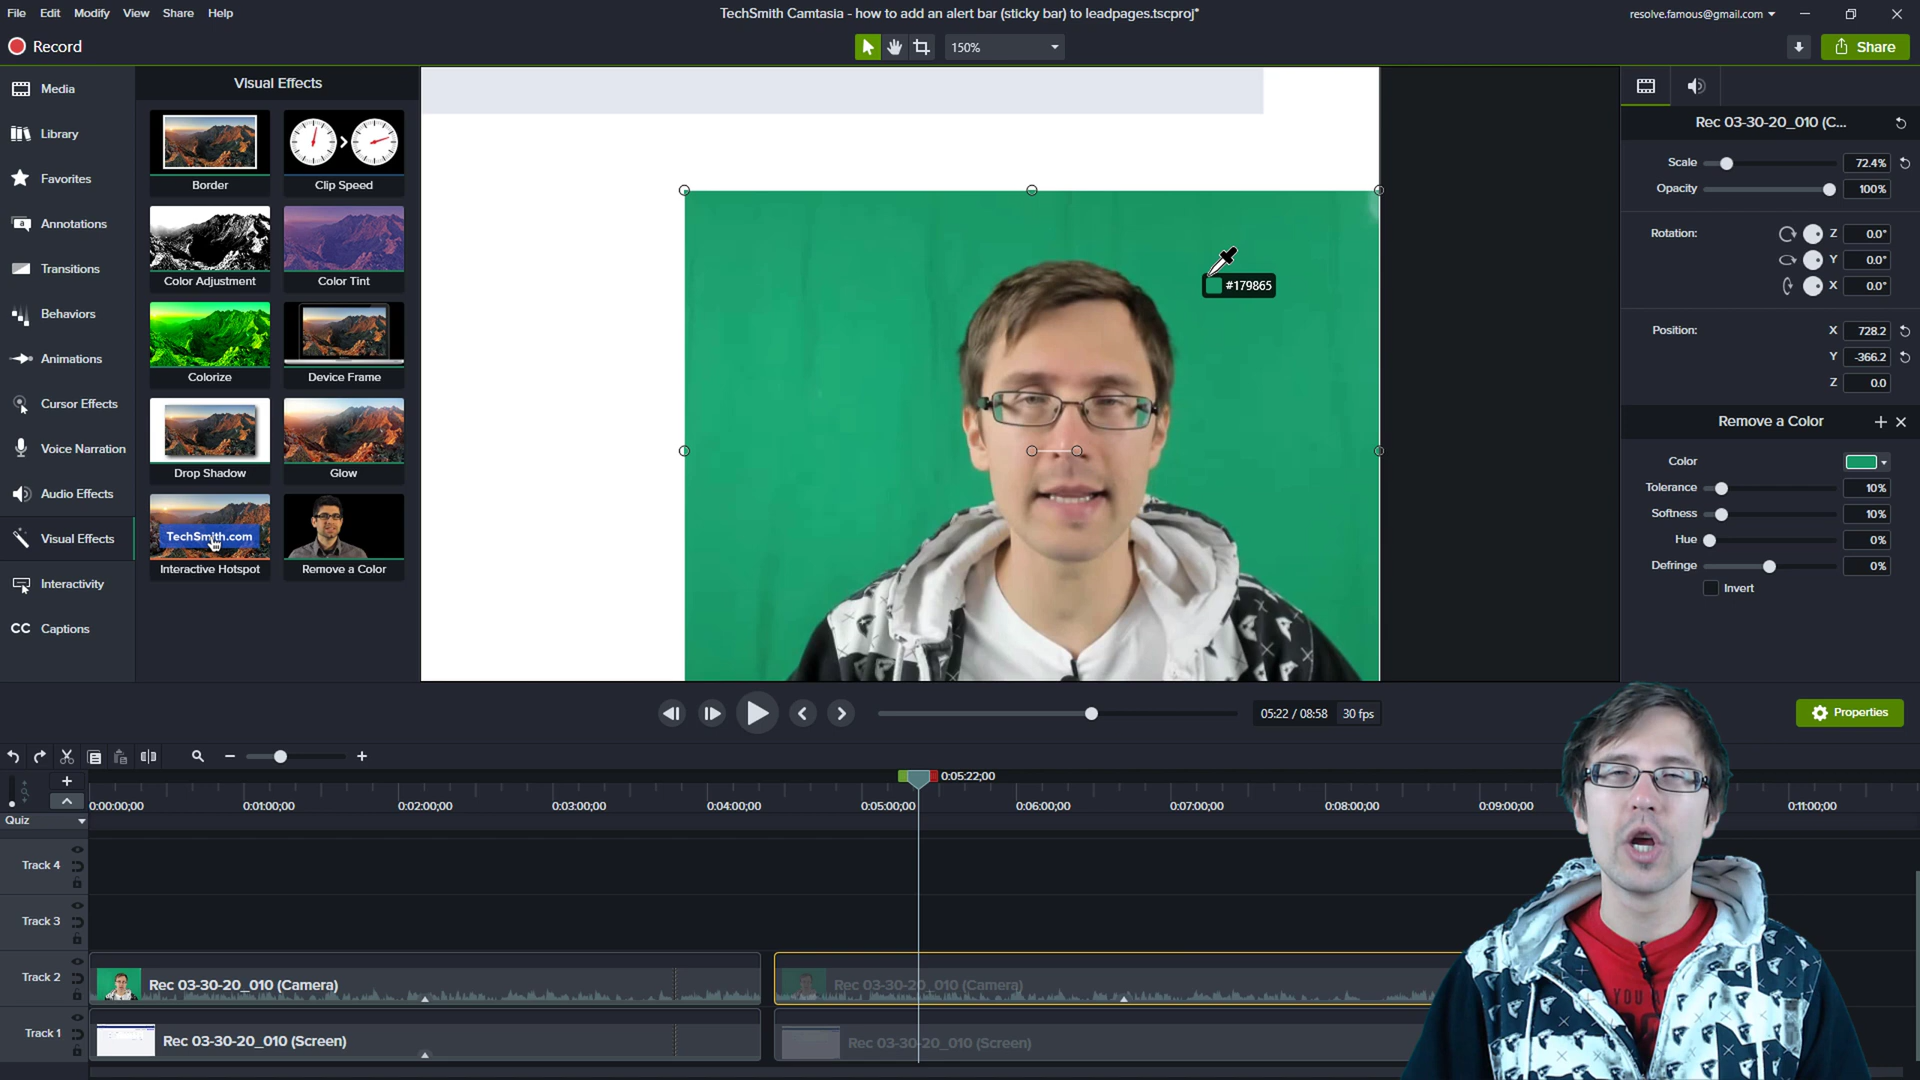 File Edit Modify View Share Help
TechSmith Camtasia - how to add an alert bar (sticky bar) to leadpages.tscproj*
resolve.famous@gmail.com
Record
150%
Share
Media
Library
Favorites
Annotations
Transitions
Behaviors
Animations
Cursor Effects
Voice Narration
Audio Effects
Visual Effects
Interactivity
CC Captions
Visual Effects
Border
Clip Speed
Color Adjustment
Color Tint
Colorize
Device Frame
Drop Shadow
Glow
TechSmith.com
Interactive Hotspot
Remove a Color
#179865
Rec 03-30-20_010 (C...
Scale 72.4%
Opacity 100%
Rotation: Z 0.0°
Y 0.0°
X 0.0°
Position: X 728.2
Y -366.2
Z 0.0
Remove a Color
Color
Tolerance 10%
Softness 10%
Hue 0%
Defringe 0%
Invert
05:22 / 08:58 30 fps
Properties
0:05:22;00
0:00:00;00 0:01:00;00 0:02:00;00 0:03:00;00 0:04:00;00 0:05:00;00 0:06:00;00 0:07:00;00 0:08:00;00 0:09:00;00 0:11:00;00
Quiz
Track 4
Track 3
Track 2
Rec 03-30-20_010 (Camera)
Rec 03-30-20_010 (Camera)
Track 1
Rec 03-30-20_010 (Screen)
Rec 03-30-20_010 (Screen)